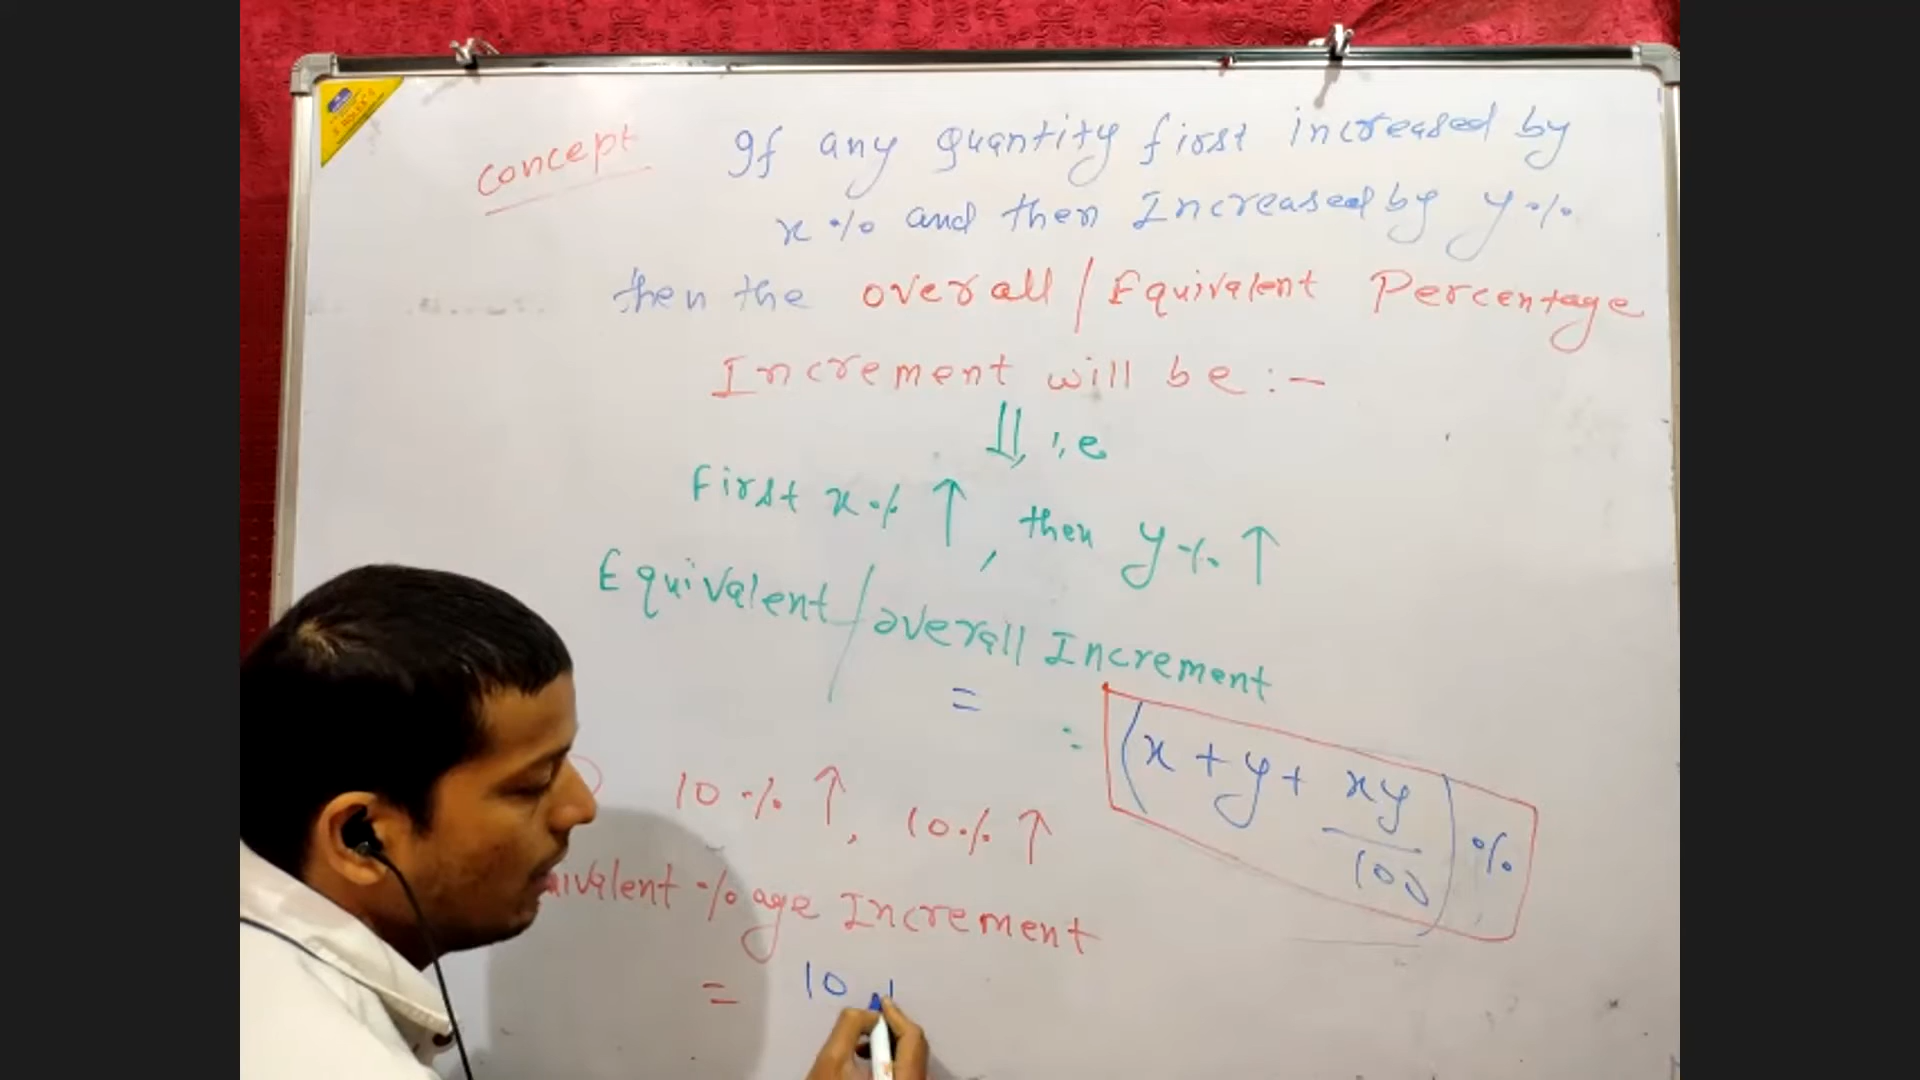 concept
If any quantity first increased by
x % and then Increased by y %
then the overall / Equivalent Percentage
Increment will be :-
⇓ i.e
First x % ↑ , then y % ↑
Equivalent / overall Increment
=
= (x + y + xy/100) %
10 % ↑ , 10 % ↑
ivalent % age Increment
= 10